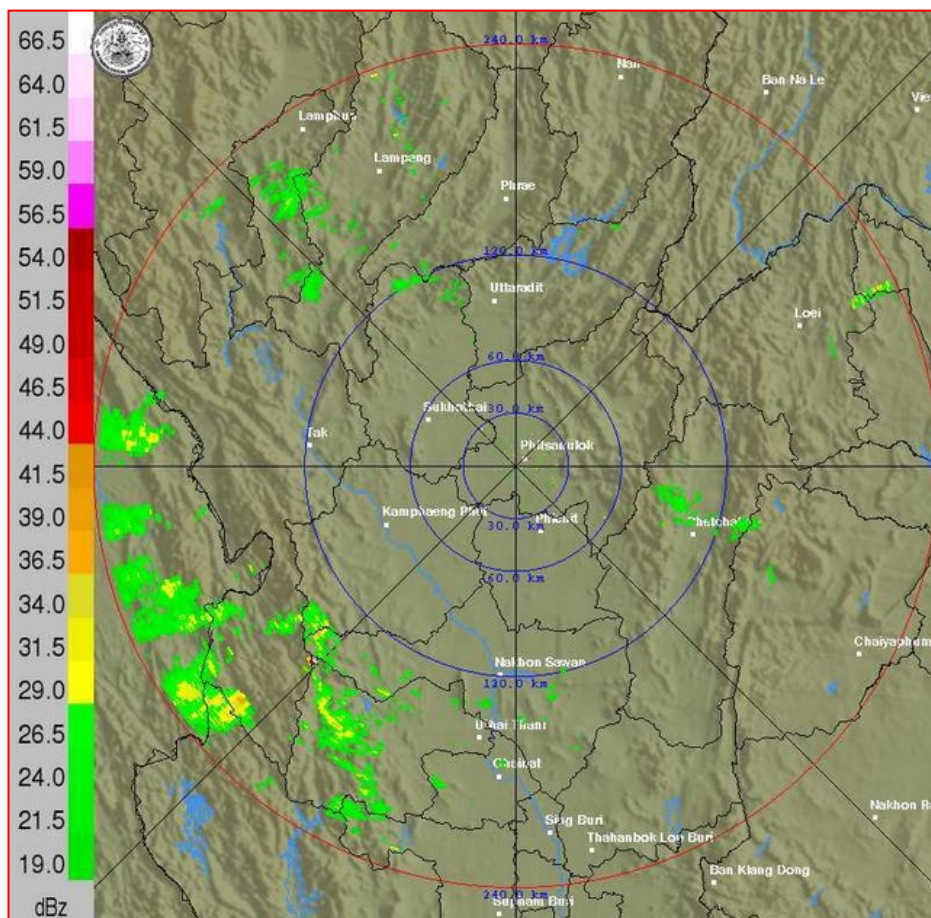 66.5
64.0
61.5
59.0
56.5
54.0
51.5
49.0
46.5
44.0
41.5
39.0
36.5
34.0
31.5
29.0
26.5
24.0
21.5
19.0
dBz
240.0 km
Nan
Ban Na Le
Vie
Lamphun
Lampang
Phrae
120.0 km
Uttaradit
Loei
60.0 km
30.0 km
Sukhothai
Tak
Phitsanulok
Kamphaeng Phet
Phichit
30.0 km
60.0 km
Chaiyaphum
Nakhon Sawan
120.0 km
Uthai Thani
Chainat
Nakhon R
Sing Buri
Thahanbok Lop Buri
Ban Klang Dong
240.0 km
Suphan Buri